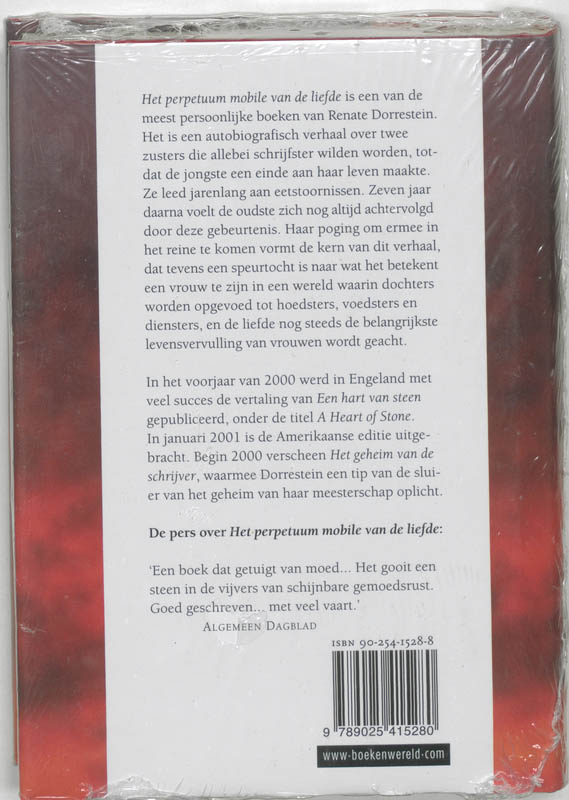 Het perpetuum mobile van de liefde is een van de
meest persoonlijke boeken van Renate Dorrestein.
Het is een autobiografisch verhaal over twee
zusters die allebei schrijfster wilden worden, tot-
dat de jongste een einde aan haar leven maakte.
Ze leed jarenlang aan eetstoornissen. Zeven jaar
daarna voelt de oudste zich nog altijd achtervolgd
door deze gebeurtenis. Haar poging om ermee in
het reine te komen vormt de kern van dit verhaal,
dat tevens een speurtocht is naar wat het betekent
een vrouw te zijn in een wereld waarin dochters
worden opgevoed tot hoedsters, voedsters en
diensters, en de liefde nog steeds de belangrijkste
levensvervulling van vrouwen wordt geacht.
In het voorjaar van 2000 werd in Engeland met
veel succes de vertaling van Een hart van steen
gepubliceerd, onder de titel A Heart of Stone.
In januari 2001 is de Amerikaanse editie uitge-
bracht. Begin 2000 verscheen Het geheim van de
schrijver, waarmee Dorrestein een tip van de slui-
er van het geheim van haar meesterschap oplicht.
De pers over Het perpetuum mobile van de liefde:
'Een boek dat getuigt van moed... Het gooit een
steen in de vijvers van schijnbare gemoedsrust.
Goed geschreven... met veel vaart.'
ALGEMEEN DAGBLAD
ISBN 90-254-1528-8
9 789025 415280
www.boekenwereld.com